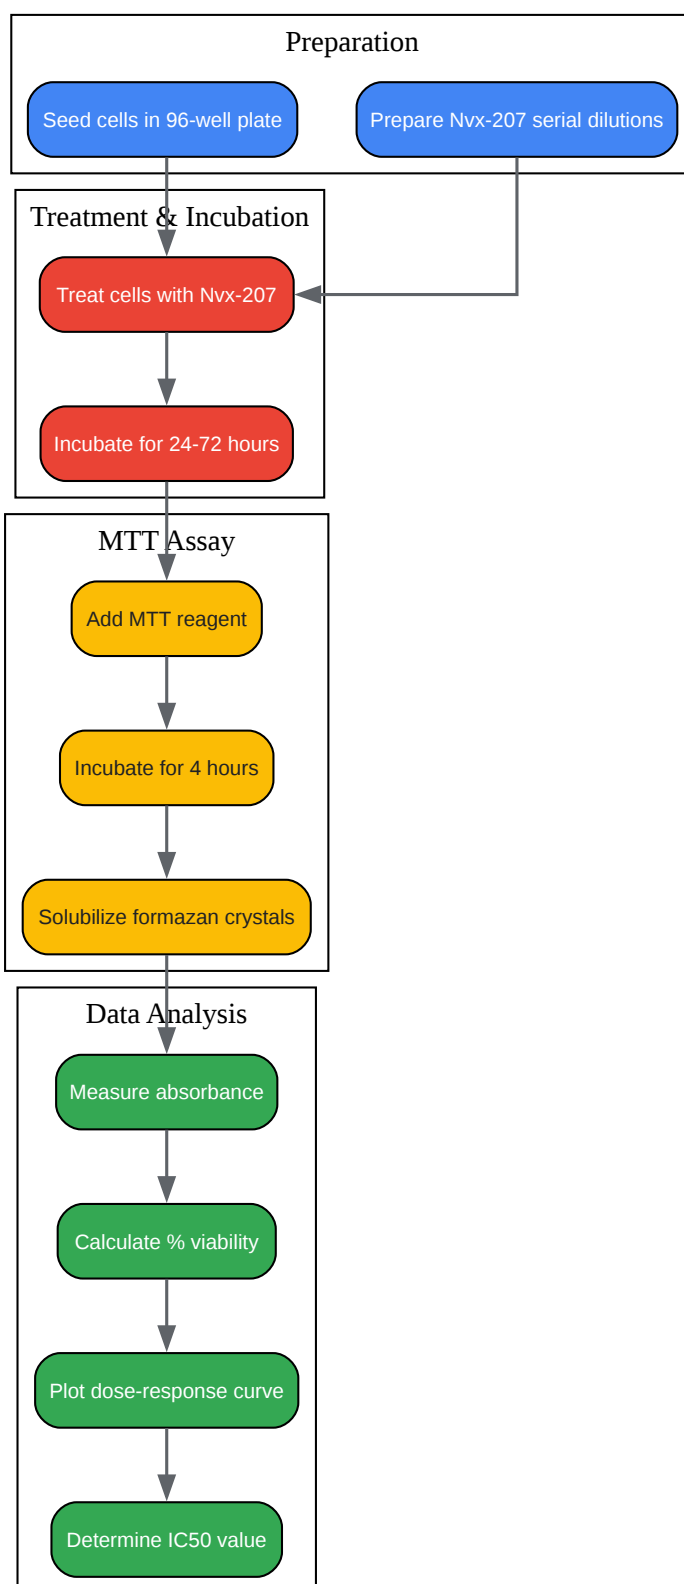 Preparation
Seed cells in 96-well plate
Prepare Nvx-207 serial dilutions
Treatment & Incubation
Treat cells with Nvx-207
Incubate for 24-72 hours
MTT Assay
Add MTT reagent
Incubate for 4 hours
Solubilize formazan crystals
Data Analysis
Measure absorbance
Calculate % viability
Plot dose-response curve
Determine IC50 value